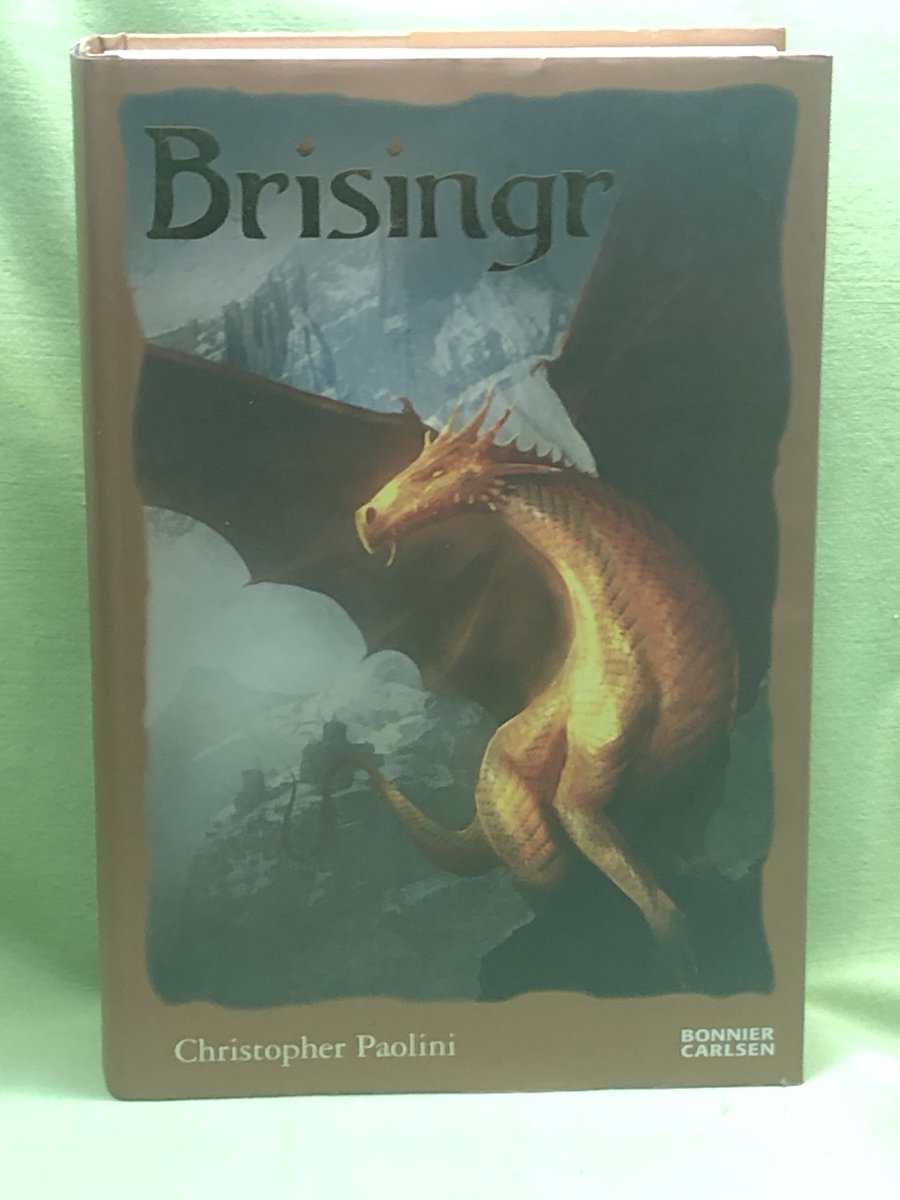 Brisingr
Christopher Paolini
BONNIER
CARLSEN